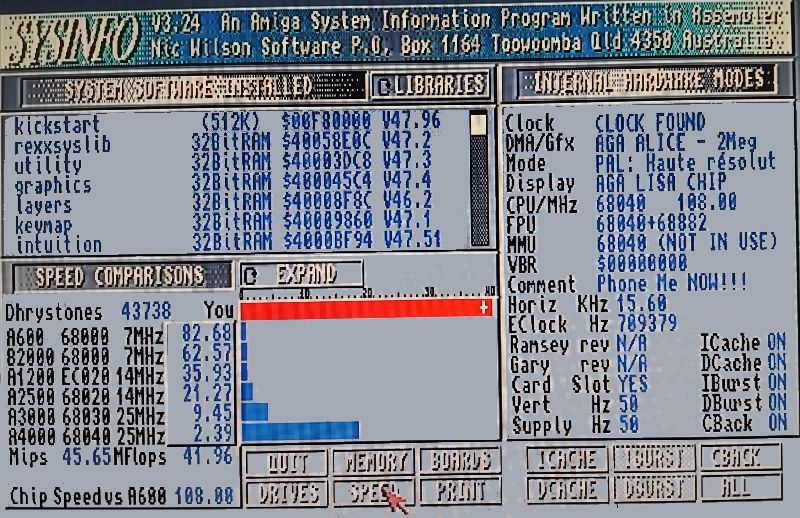 SYSINFO
V3.24 An Amiga System Information Program Written in Assembler
Nic Wilson Software P.O, Box 1164 Toowoomba Qld 4350 Australia
SYSTEM SOFTWARE INSTALLED
LIBRARIES
kickstart (512K) $00F80000 V47.96
rexxsyslib 32BitRAM $40058E0C V47.2
utility 32BitRAM $40003DC8 V47.3
graphics 32BitRAM $400045C4 V47.4
layers 32BitRAM $40008F8C V46.2
keymap 32BitRAM $40009860 V47.1
intuition 32BitRAM $4000BF94 V47.51
INTERNAL HARDWARE MODES
Clock CLOCK FOUND
DMA/Gfx AGA ALICE - 2Meg
Mode PAL: Haute résolut
Display AGA LISA CHIP
CPU/MHz 68040 108.00
FPU 68040+68882
MMU 68040 (NOT IN USE)
VBR $00000000
Comment Phone Me NOW!!!
Horiz KHz 15.60
EClock Hz 709379
Ramsey rev N/A ICache ON
Gary rev N/A DCache ON
Card Slot YES IBurst ON
Vert Hz 50 DBurst ON
Supply Hz 50 CBack ON
SPEED COMPARISONS
EXPAND
10 20 30 40
Dhrystones 43738 You
A600 68000 7MHz 82.68
B2000 68000 7MHz 62.57
A1200 EC020 14MHz 35.93
A2500 68020 14MHz 21.27
A3000 68030 25MHz 9.45
A4000 68040 25MHz 2.39
Mips 45.65 MFlops 41.96
Chip Speed vs A600 108.08
QUIT MEMORY BOARDS
DRIVES SPEED PRINT
ICACHE IBURST CBACK
DCACHE DBURST ALL